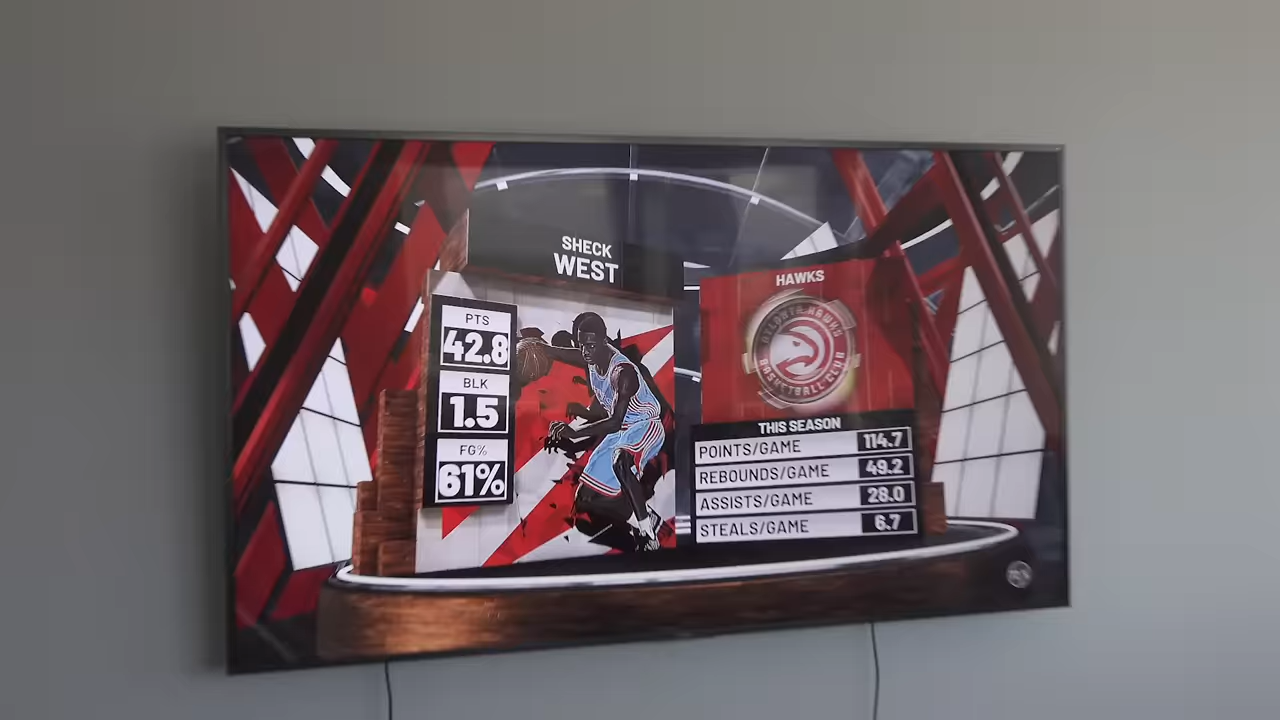 SHECK
WEST
PTS
42.8
BLK
1.5
FG%
61%
HAWKS
ATLANTA HAWKS
BASKETBALL CLUB
THIS SEASON
POINTS/GAME 114.7
REBOUNDS/GAME 49.2
ASSISTS/GAME 28.0
STEALS/GAME 6.7